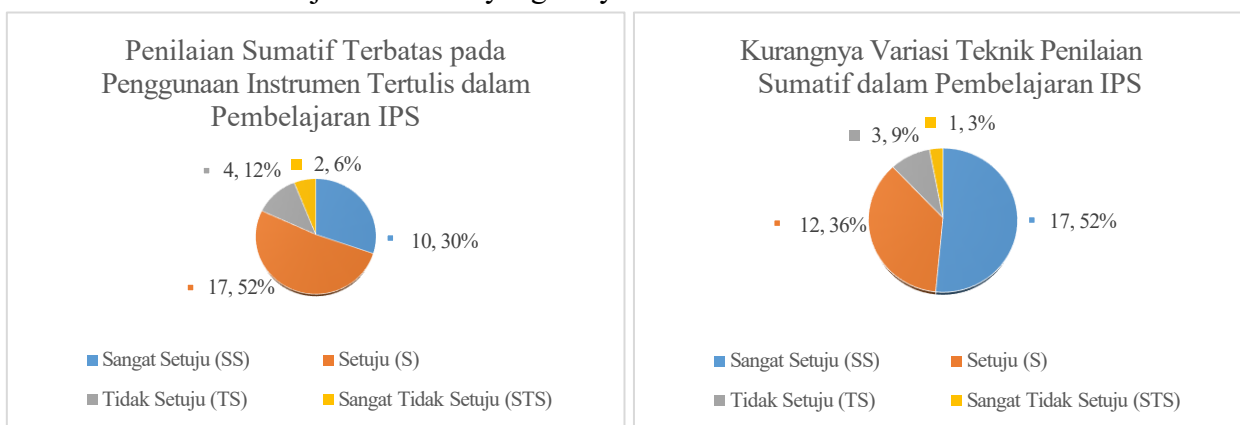 Penilaian Sumatif Terbatas pada
Penggunaan Instrumen Tertulis dalam
Pembelajaran IPS
4, 12%
2, 6%
10, 30%
17, 52%
Sangat Setuju (SS)
Setuju (S)
Tidak Setuju (TS)
Sangat Tidak Setuju (STS)
Kurangnya Variasi Teknik Penilaian
Sumatif dalam Pembelajaran IPS
3, 9%
1, 3%
12, 36%
17, 52%
Sangat Setuju (SS)
Setuju (S)
Tidak Setuju (TS)
Sangat Tidak Setuju (STS)